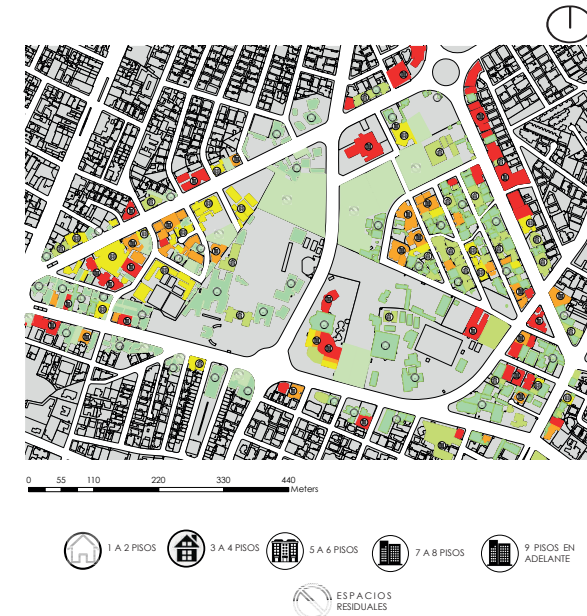 0 55 110 220 330 440
Meters
1 A 2 PISOS
3 A 4 PISOS
5 A 6 PISOS
7 A 8 PISOS
9 PISOS EN
ADELANTE
ESPACIOS
RESIDUALES